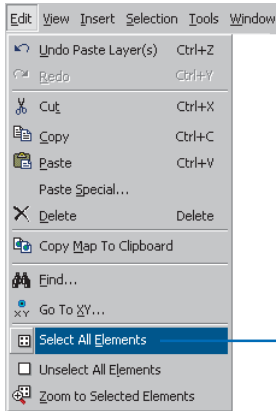 Edit View Insert Selection Tools Window
Undo Paste Layer(s) Ctrl+Z
Redo Ctrl+Y
Cut Ctrl+X
Copy Ctrl+C
Paste Ctrl+V
Paste Special...
Delete Delete
Copy Map To Clipboard
Find...
XY Go To XY...
Select All Elements
Unselect All Elements
Zoom to Selected Elements